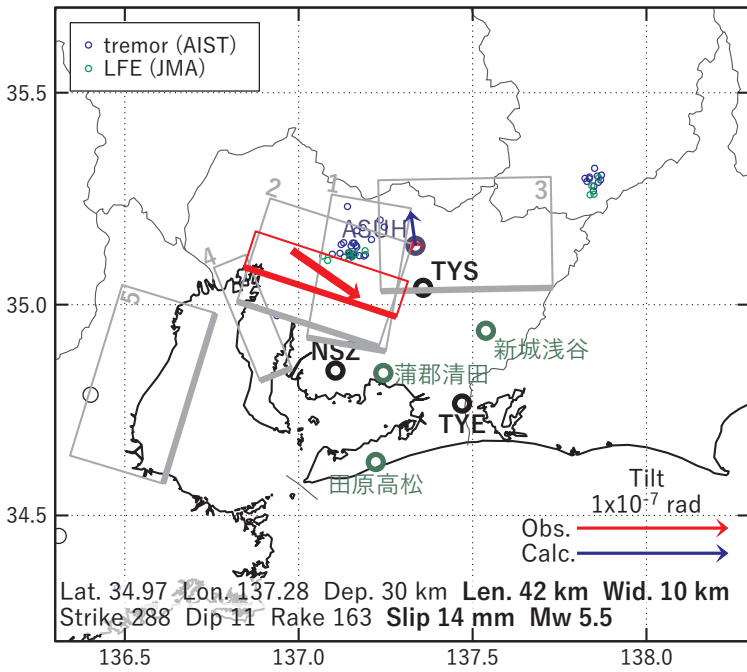 tremor (AIST)
LFE (JMA)
35.5
35.0
34.5
1
2
3
4
5
ASUH
TYS
新城浅谷
NSZ
蒲郡清田
TYE
田原高松
Tilt
1x10⁻⁷ rad
Obs.
Calc.
Lat. 34.97 Lon. 137.28 Dep. 30 km Len. 42 km Wid. 10 km
Strike 288 Dip 11 Rake 163 Slip 14 mm Mw 5.5
136.5 137.0 137.5 138.0